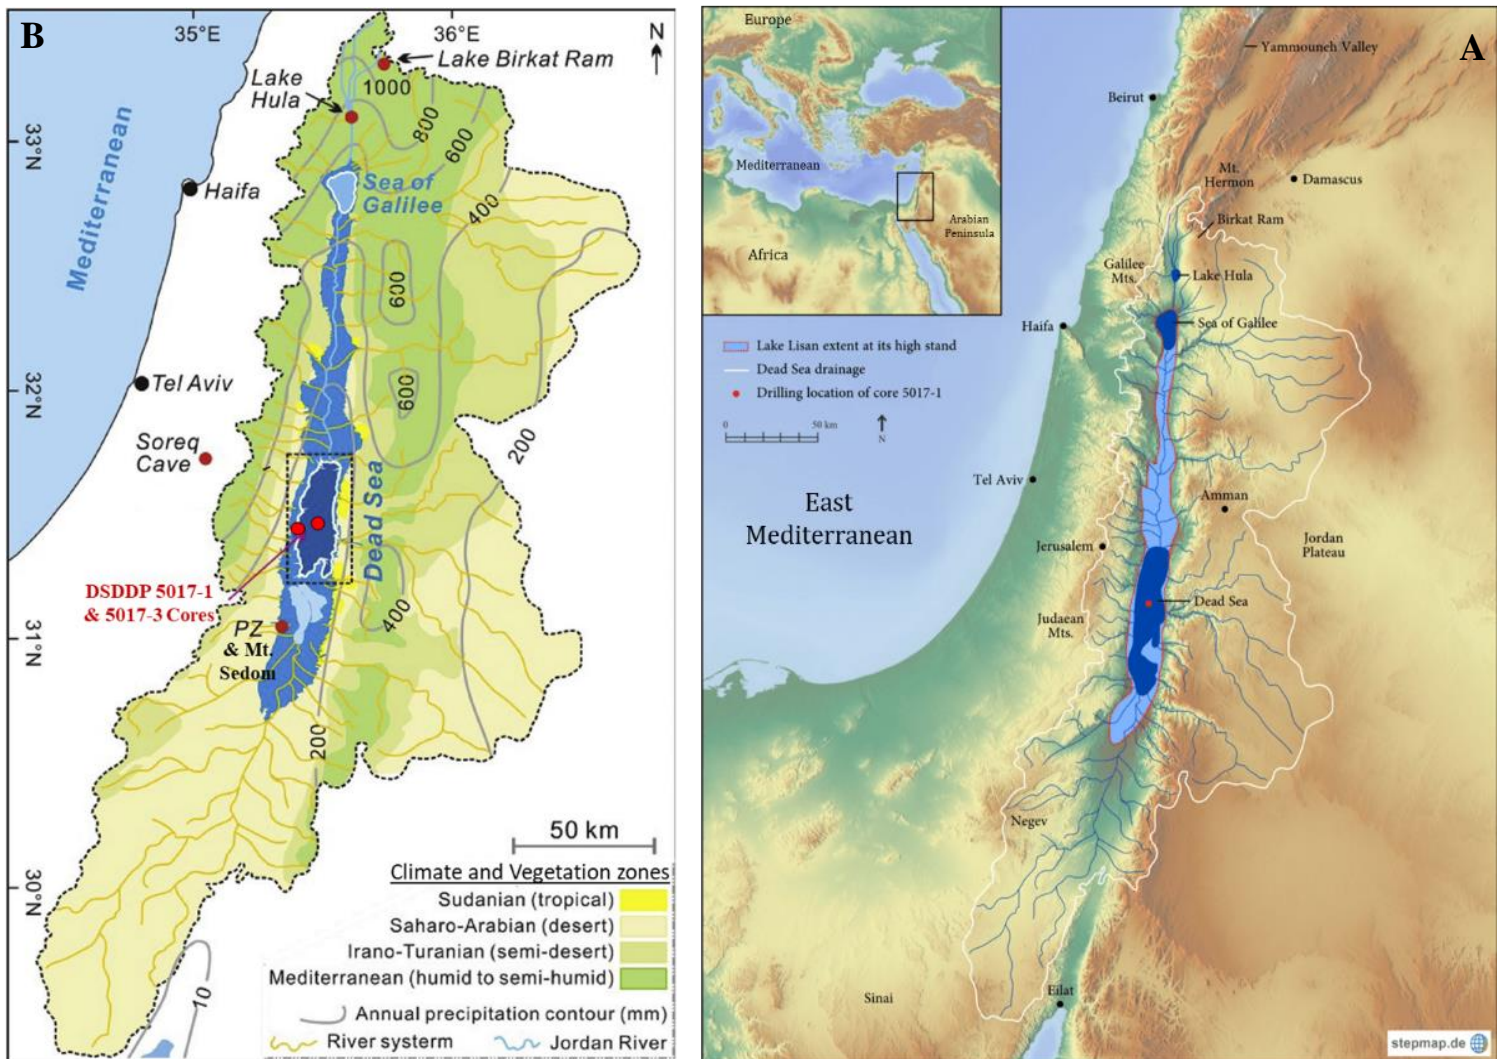 B
35°E
36°E
N
Lake Birkat Ram
Lake
Hula
1000
800
600
33°N
Mediterranean
Haifa
Sea of
Galilee
400
600
32°N
Tel Aviv
600
200
Soreq
Cave
Dead Sea
DSDDP 5017-1
& 5017-3 Cores
400
31°N
PZ
& Mt.
Sedom
200
50 km
Climate and Vegetation zones
Sudanian (tropical)
Saharo-Arabian (desert)
Irano-Turanian (semi-desert)
Mediterranean (humid to semi-humid)
30°N
10
Annual precipitation contour (mm)
River systerm
Jordan River
A
Europe
Mediterranean
Arabian
Peninsula
Africa
Yammouneh Valley
Beirut
Mt.
Hermon
Damascus
Birkat Ram
Galilee
Mts.
Lake Hula
Haifa
Sea of Galilee
Lake Lisan extent at its high stand
Dead Sea drainage
Drilling location of core 5017-1
0
50 km
N
Tel Aviv
Amman
East
Mediterranean
Jerusalem
Jordan
Plateau
Dead Sea
Judaean
Mts.
Negev
Sinai
Eilat
stepmap.de